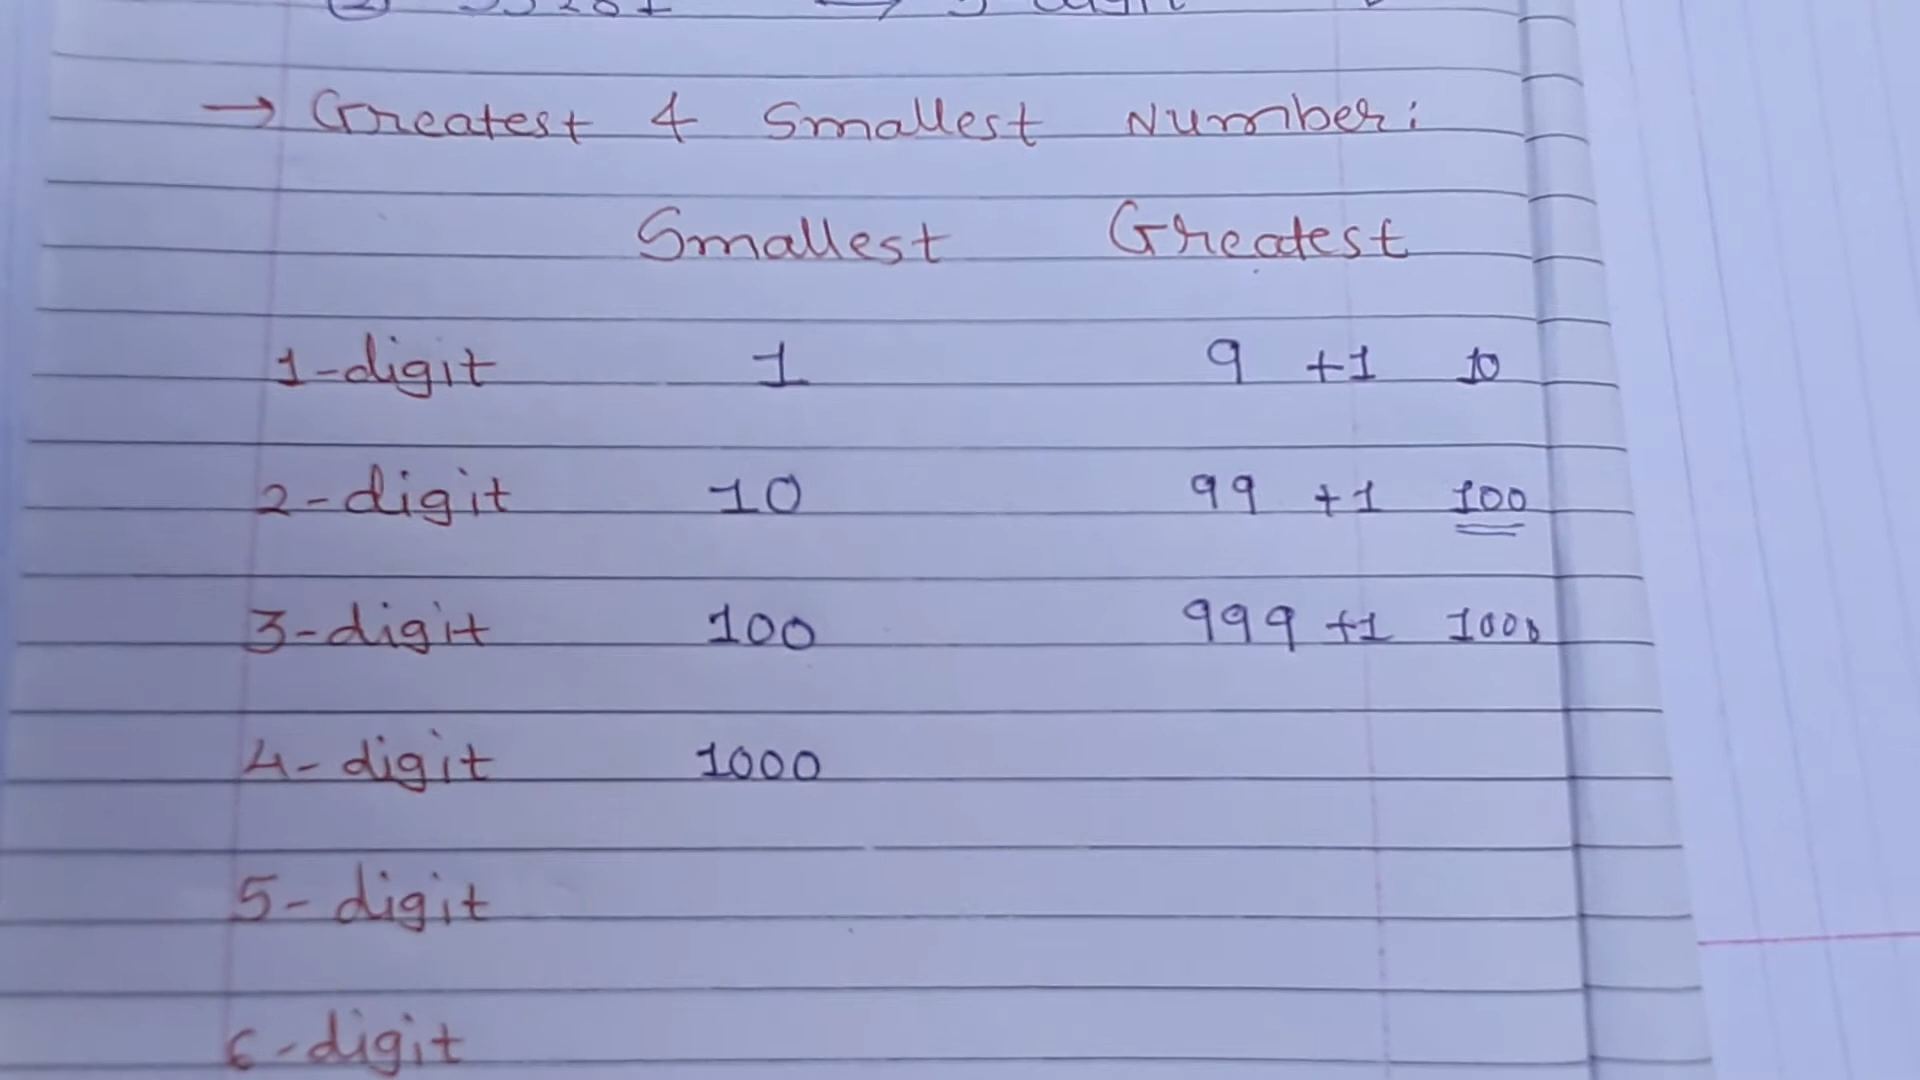 → Greatest & Smallest Number:
Smallest Greatest
1-digit 1 9 +1 10
2-digit 10 99 +1 100
3-digit 100 999 +1 1000
4-digit 1000
5-digit
6-digit